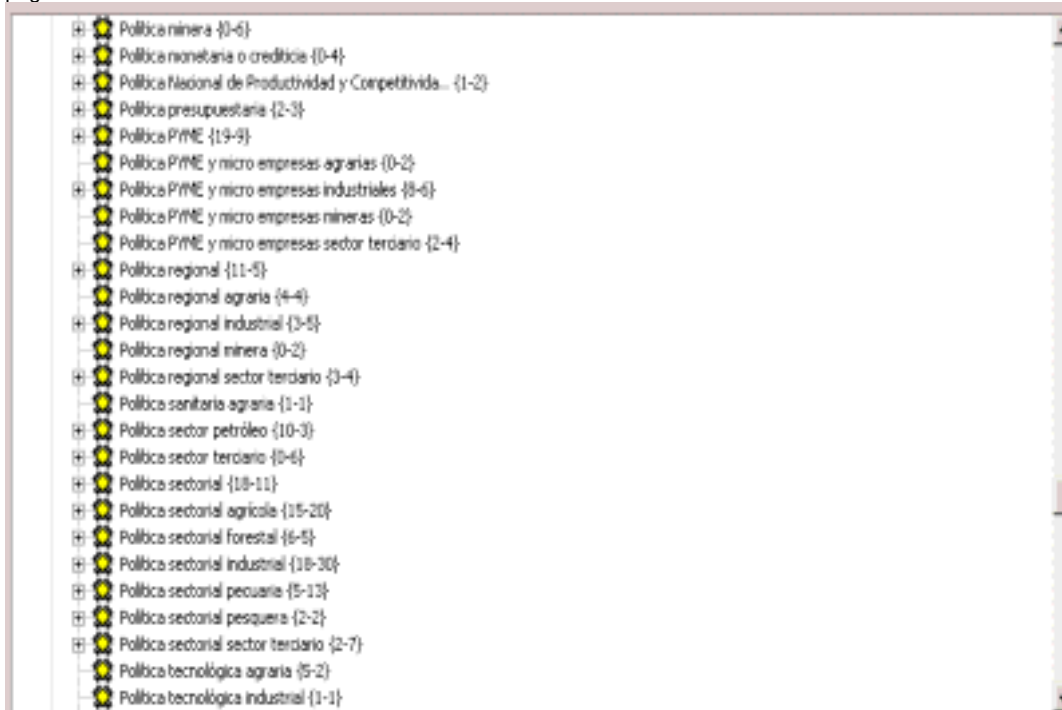 Política minera {0-6}
Política monetaria o crediticia {0-4}
Política Nacional de Productividad y Competitivida... {1-2}
Política presupuestaria {2-3}
Política PYME {19-9}
Política PYME y micro empresas agrarias {0-2}
Política PYME y micro empresas industriales {8-6}
Política PYME y micro empresas mineras {0-2}
Política PYME y micro empresas sector terciario {2-4}
Política regional {11-5}
Política regional agraria {4-4}
Política regional industrial {3-5}
Política regional minera {0-2}
Política regional sector terciario {3-4}
Política sanitaria agraria {1-1}
Política sector petróleo {10-3}
Política sector terciario {0-6}
Política sectorial {18-11}
Política sectorial agrícola {15-20}
Política sectorial forestal {6-5}
Política sectorial industrial {18-30}
Política sectorial pecuaria {5-13}
Política sectorial pesquera {2-2}
Política sectorial sector terciario {2-7}
Política tecnológica agraria {5-2}
Política tecnológica industrial {1-1}